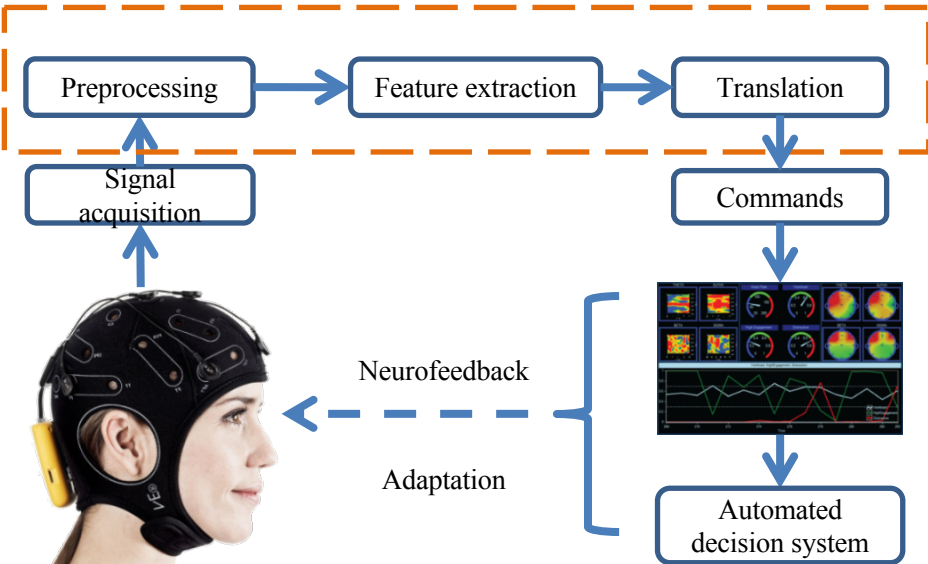 Preprocessing
Feature extraction
Translation
Signal
acquisition
Commands
Neurofeedback
Adaptation
Automated
decision system